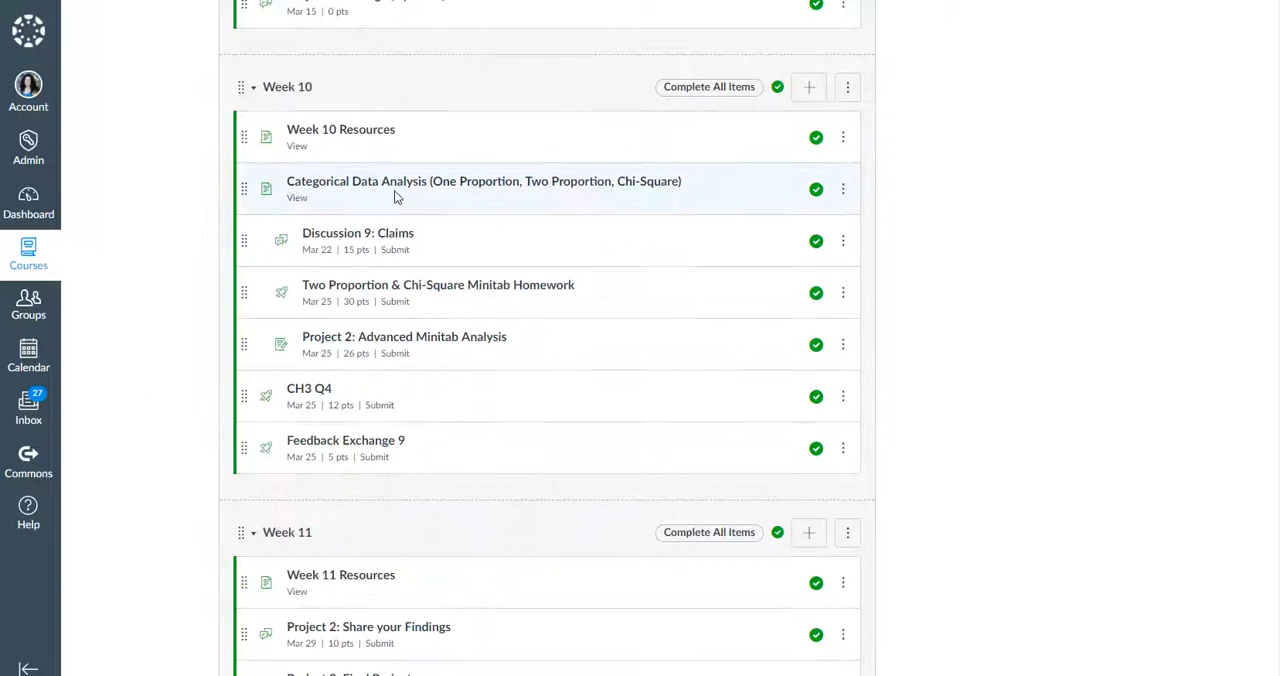 Mar 15 | 0 pts
Account
Admin
Dashboard
Courses
Groups
Calendar
27
Inbox
Commons
Help
Week 10
Complete All Items
Week 10 Resources
View
Categorical Data Analysis (One Proportion, Two Proportion, Chi-Square)
View
Discussion 9: Claims
Mar 22 | 15 pts | Submit
Two Proportion & Chi-Square Minitab Homework
Mar 25 | 30 pts | Submit
Project 2: Advanced Minitab Analysis
Mar 25 | 26 pts | Submit
CH3 Q4
Mar 25 | 12 pts | Submit
Feedback Exchange 9
Mar 25 | 5 pts | Submit
Week 11
Complete All Items
Week 11 Resources
View
Project 2: Share your Findings
Mar 29 | 10 pts | Submit